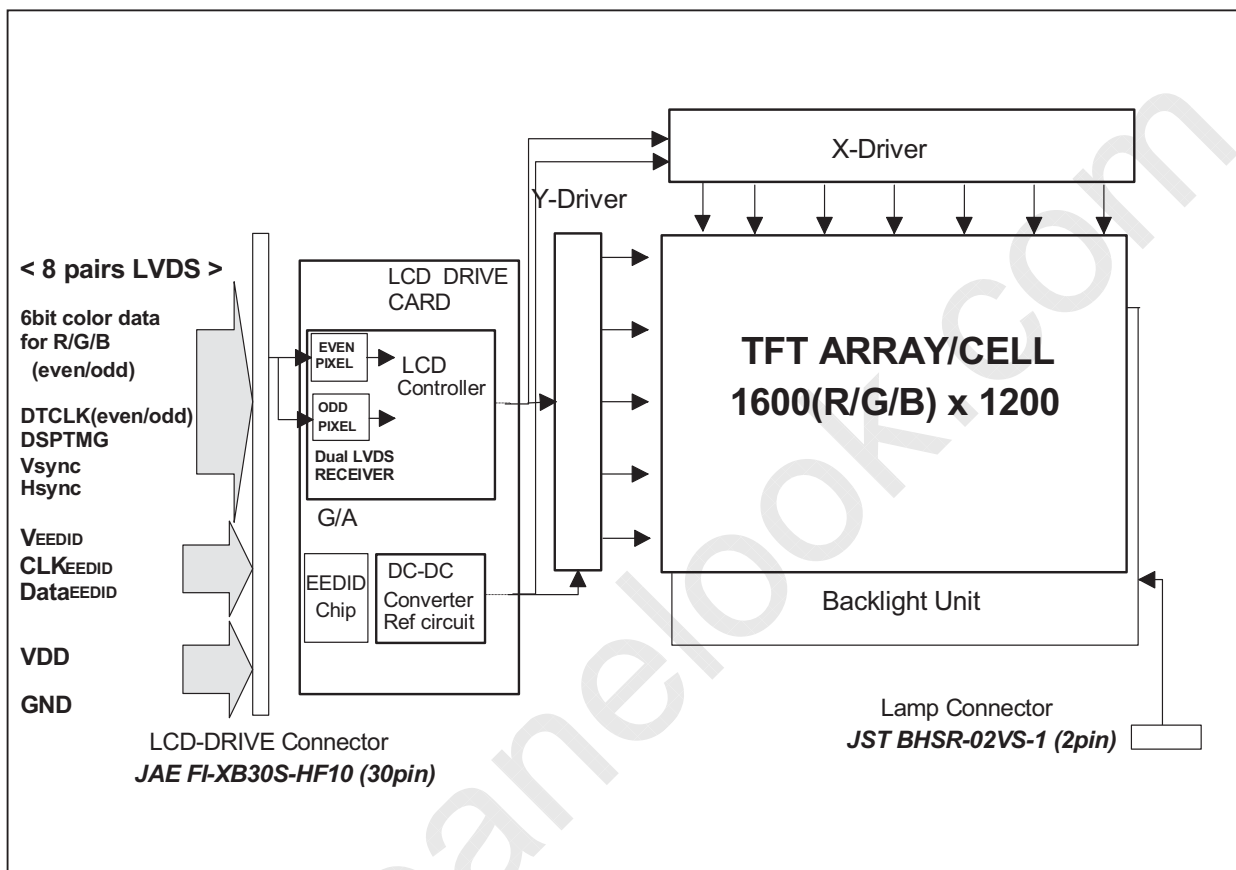 X-Driver
Y-Driver
< 8 pairs LVDS >
6bit color data
for R/G/B
(even/odd)
DTCLK(even/odd)
DSPTMG
Vsync
Hsync
VEEDID
CLKEEDID
DataEEDID
VDD
GND
LCD DRIVE
CARD
EVEN
PIXEL
LCD
Controller
ODD
PIXEL
Dual LVDS
RECEIVER
G/A
EEDID
Chip
DC-DC
Converter
Ref circuit
TFT ARRAY/CELL
1600(R/G/B) x 1200
Backlight Unit
LCD-DRIVE Connector
JAE FI-XB30S-HF10 (30pin)
Lamp Connector
JST BHSR-02VS-1 (2pin)
anelook.com